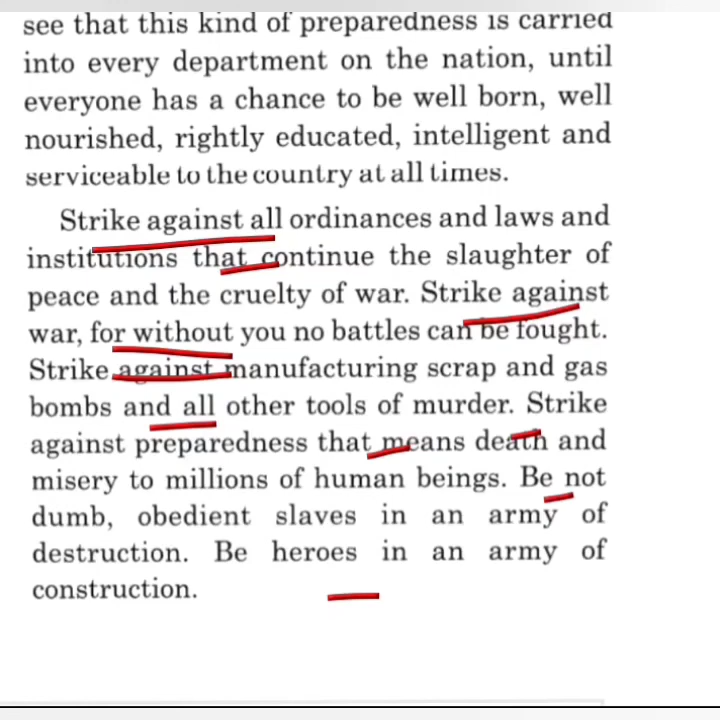 see that this kind of preparedness is carried
into every department on the nation, until
everyone has a chance to be well born, well
nourished, rightly educated, intelligent and
serviceable to the country at all times.
Strike against all ordinances and laws and
institutions that continue the slaughter of
peace and the cruelty of war. Strike against
war, for without you no battles can be fought.
Strike against manufacturing scrap and gas
bombs and all other tools of murder. Strike
against preparedness that means death and
misery to millions of human beings. Be not
dumb, obedient slaves in an army of
destruction. Be heroes in an army of
construction.